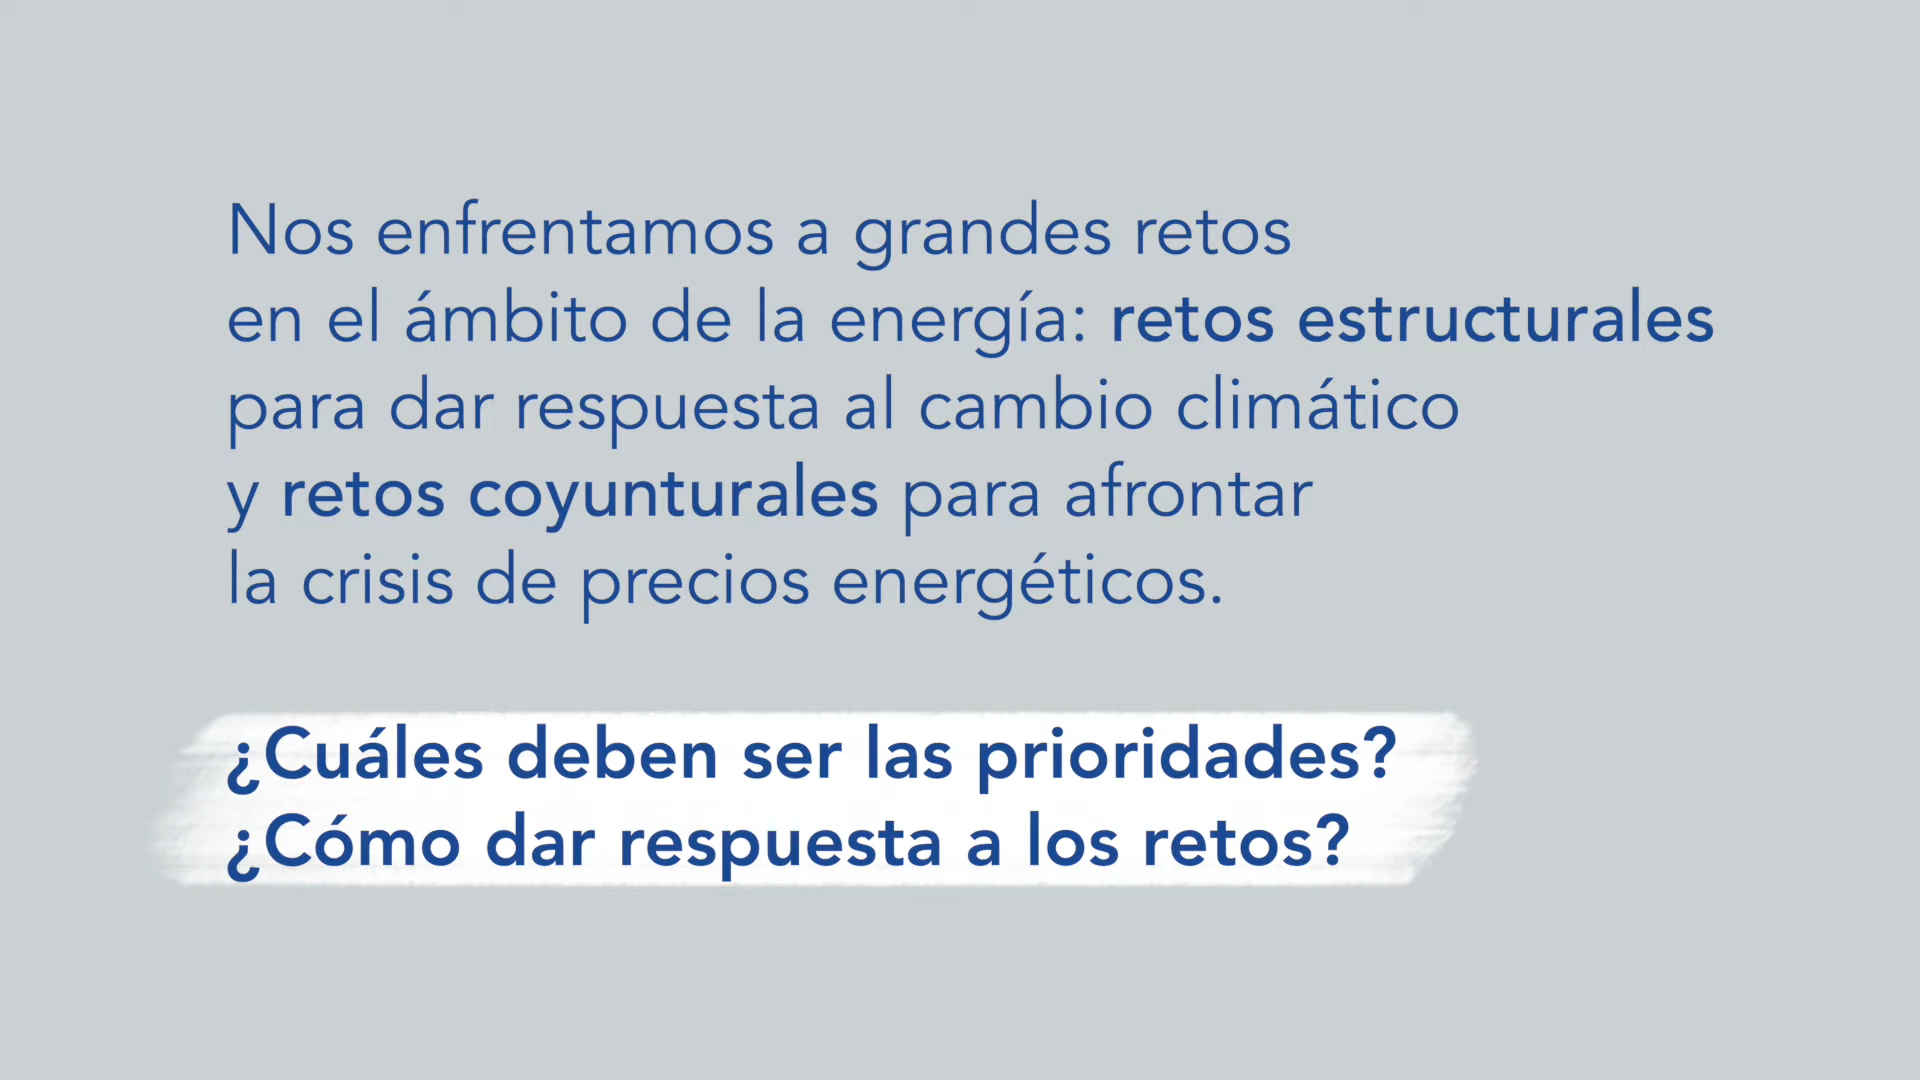 Nos enfrentamos a grandes retos
en el ámbito de la energía: retos estructurales
para dar respuesta al cambio climático
y retos coyunturales para afrontar
la crisis de precios energéticos.
¿Cuáles deben ser las prioridades?
¿Cómo dar respuesta a los retos?